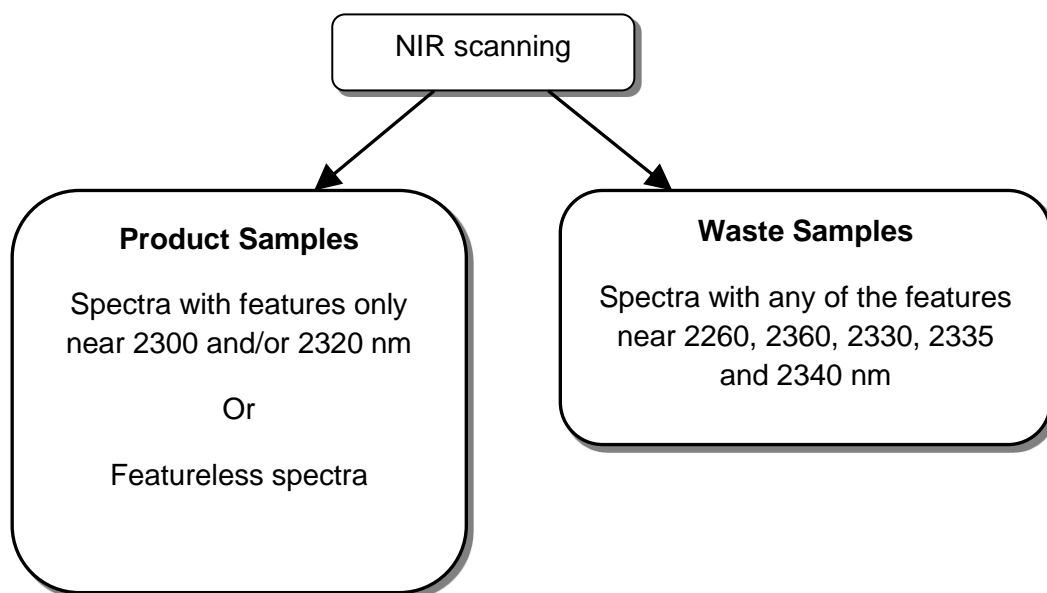 NIR scanning
Product Samples
Spectra with features only
near 2300 and/or 2320 nm
Or
Featureless spectra
Waste Samples
Spectra with any of the features
near 2260, 2360, 2330, 2335
and 2340 nm